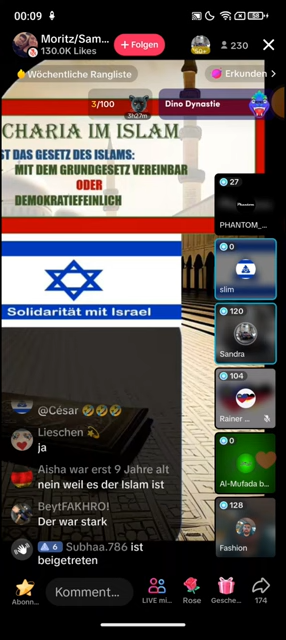 00:09
58
Moritz/Sam...
130.0K Likes
+ Folgen
50+
230
Wöchentliche Rangliste
Erkunden >
3/100
3h27m
Dino Dynastie
CHARIA IM ISLAM
ST DAS GESETZ DES ISLAMS:
MIT DEM GRUNDGESETZ VEREINBAR
ODER
DEMOKRATIEFEINLICH
27
Phantom
PHANTOM_...
Solidarität mit Israel
0
slim
120
Sandra
104
Rainer ...
0
Al-Mufada b...
128
Fashion
@César 🤣🤣🤣
Lieschen 💫
ja
Aisha war erst 9 Jahre alt
nein weil es der Islam ist
BeytFAKHRO!
Der war stark
6 Subhaa.786 ist
beigetreten
Abonn...
Komment...
LIVE mi...
Rose
Gesche...
174